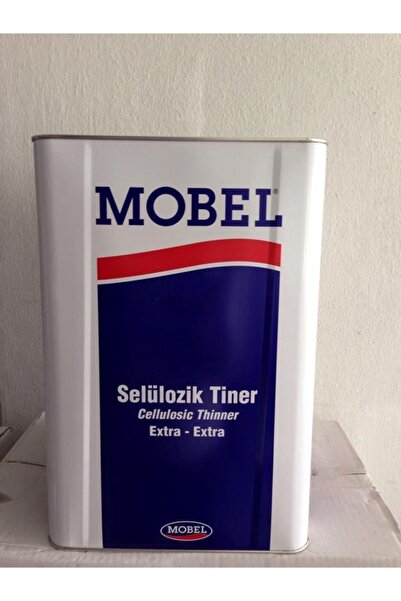 MOBEL®
Selülozik Tiner
Cellulosic Thinner
Extra - Extra
MOBEL